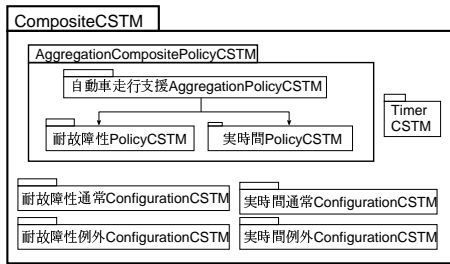 CompositeCSTM
AggregationCompositePolicyCSTM
自動車走行支援AggregationPolicyCSTM
耐故障性PolicyCSTM
実時間PolicyCSTM
Timer
CSTM
耐故障性通常ConfigurationCSTM
実時間通常ConfigurationCSTM
耐故障性例外ConfigurationCSTM
実時間例外ConfigurationCSTM